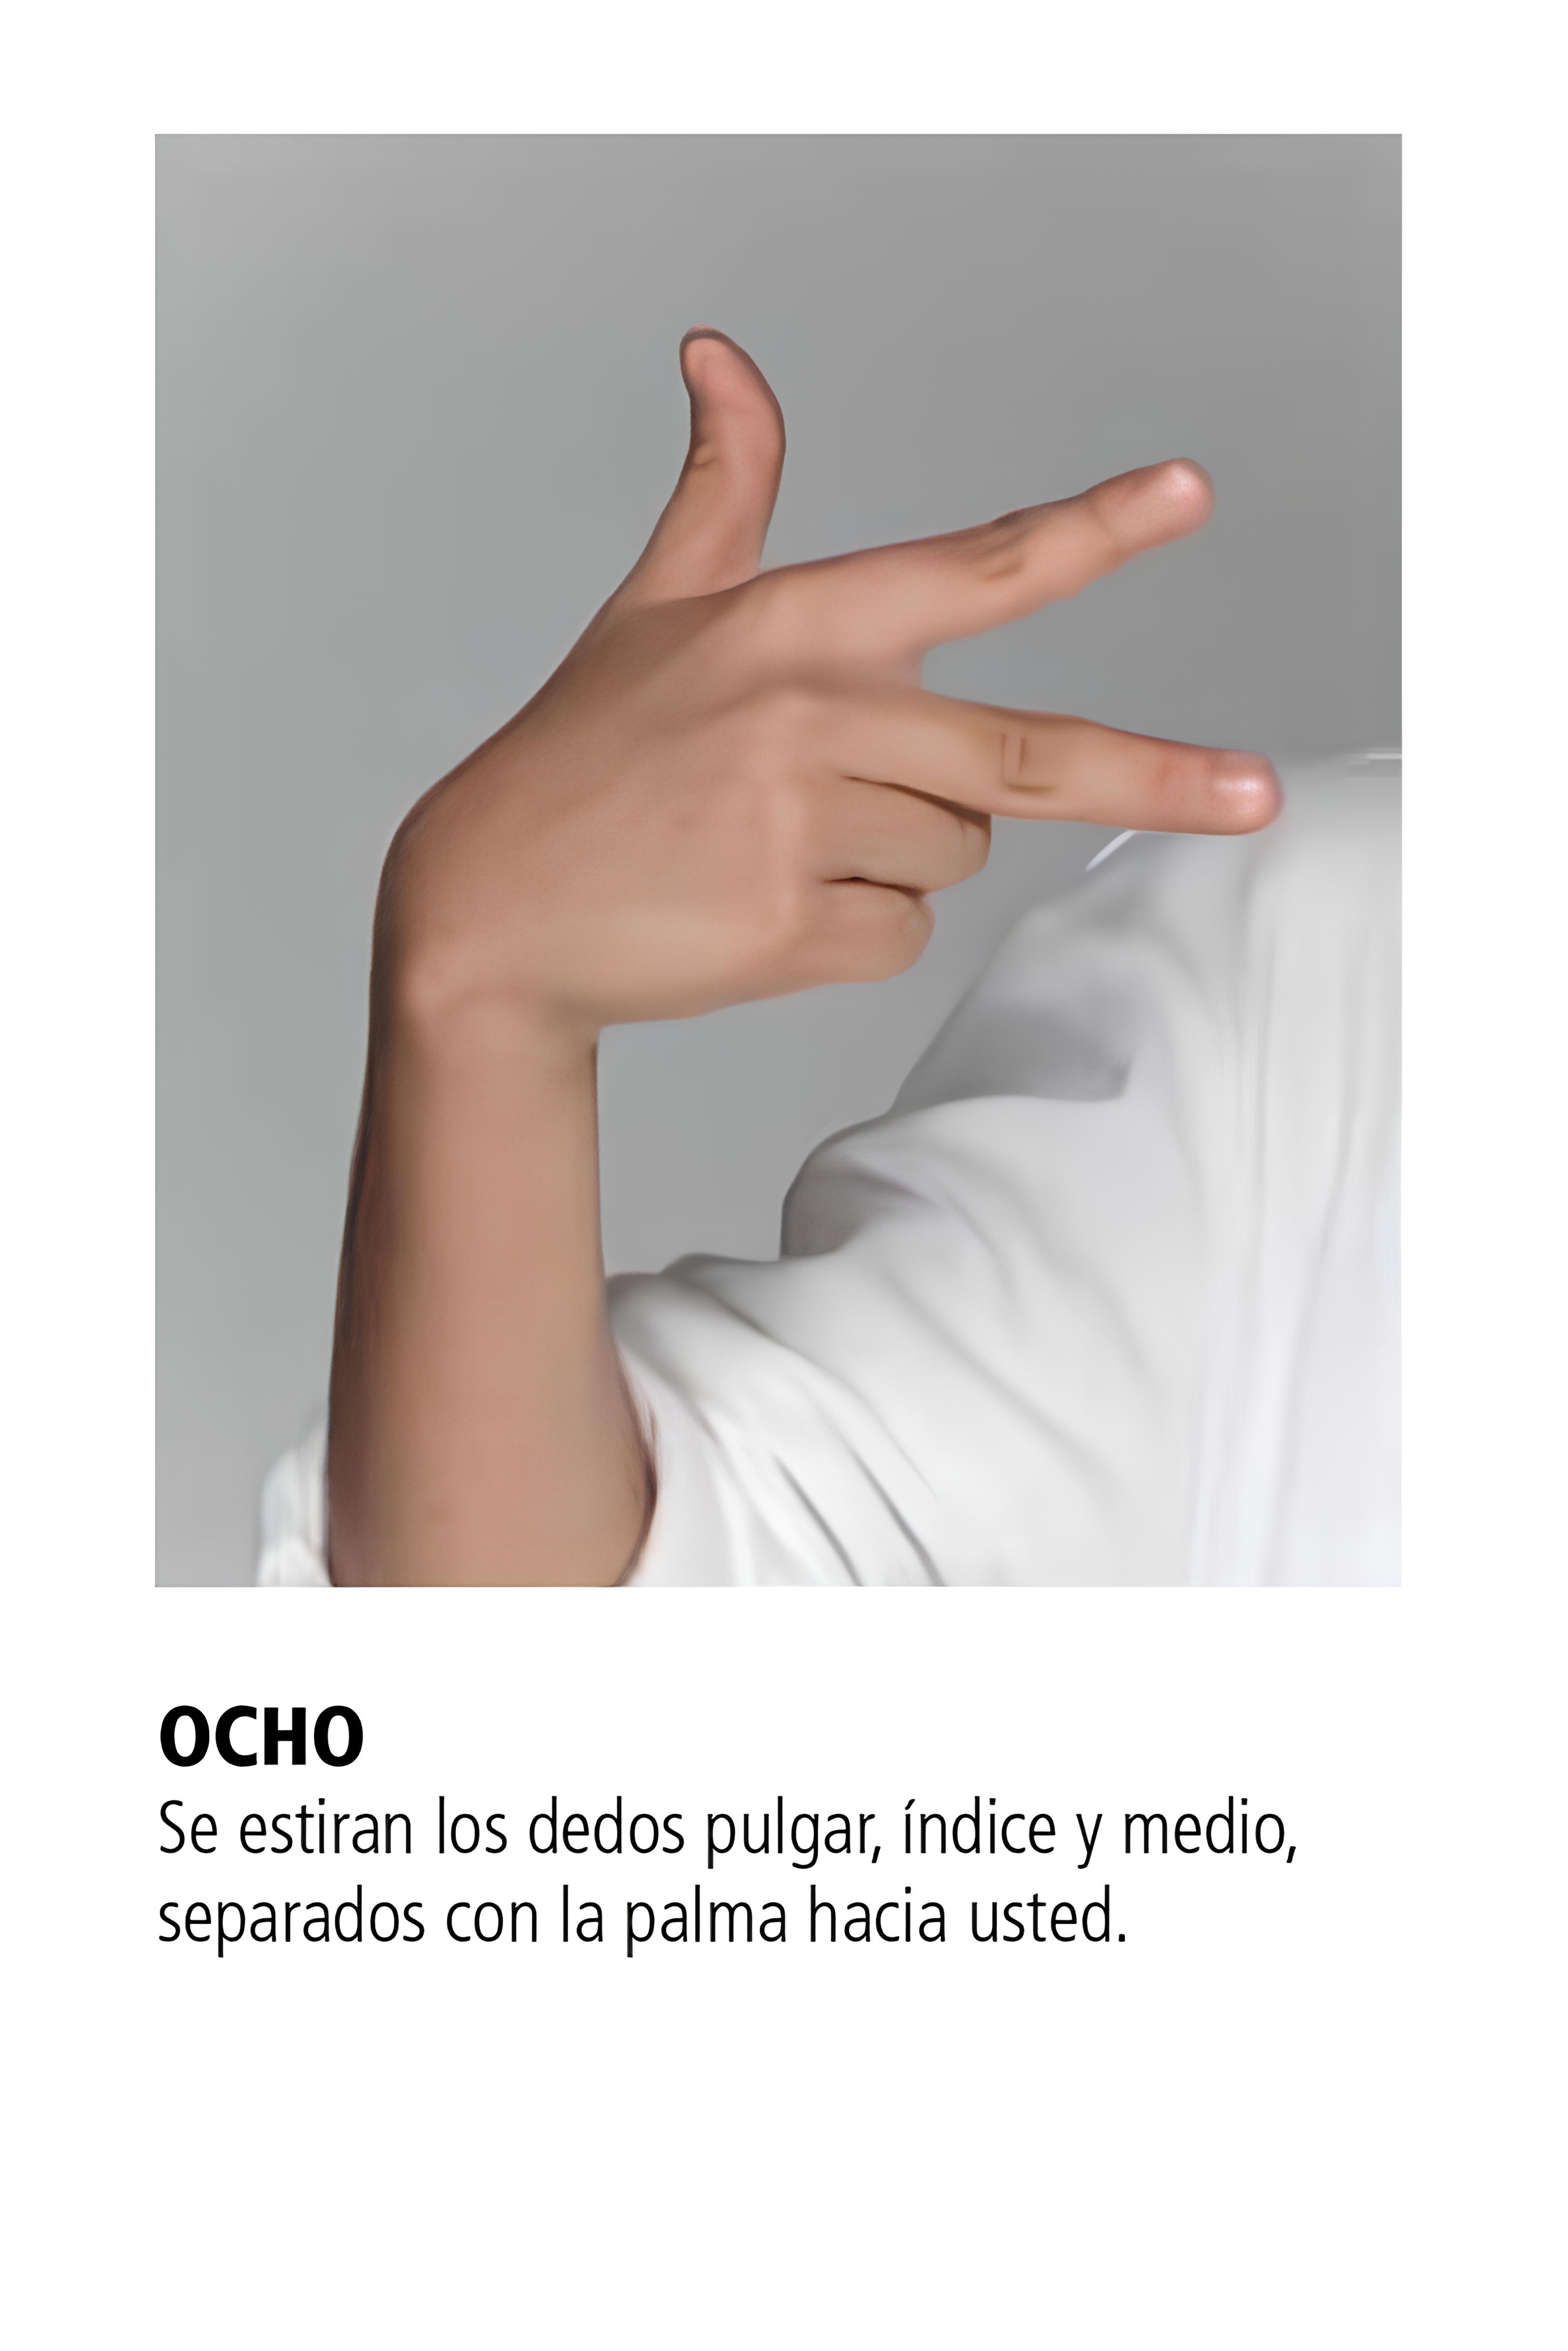 OCHO
Se estiran los dedos pulgar, índice y medio,
separados con la palma hacia usted.